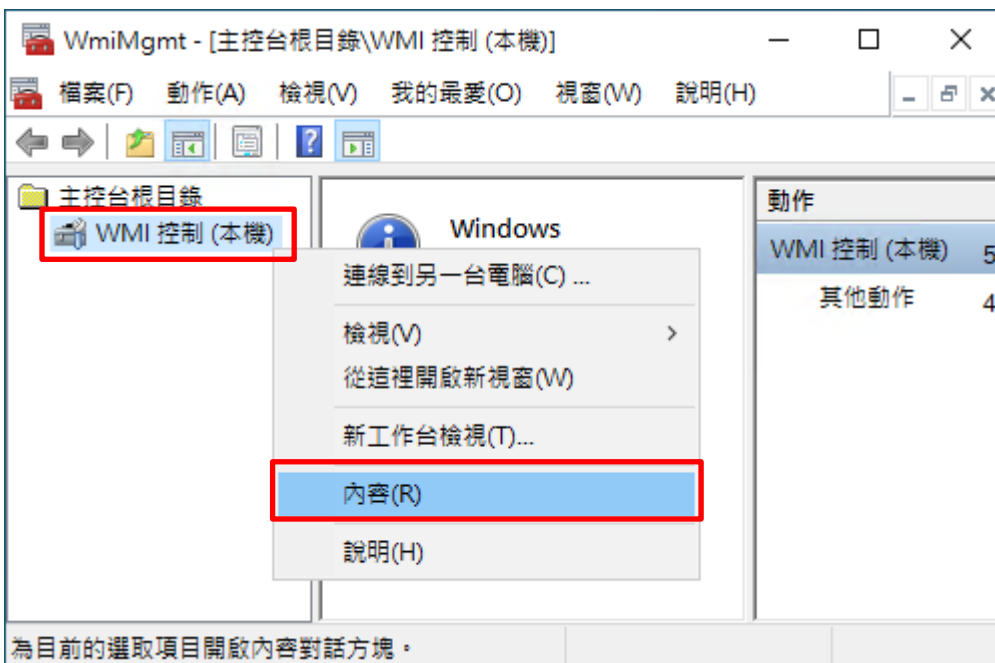 WmiMgmt - [主控台根目錄\WMI 控制 (本機)]
檔案(F) 動作(A) 檢視(V) 我的最愛(O) 視窗(W) 說明(H)
主控台根目錄
WMI 控制 (本機)
Windows
連線到另一台電腦(C) ...
檢視(V)
從這裡開啟新視窗(W)
新工作台檢視(T)...
內容(R)
說明(H)
動作
WMI 控制 (本機) 5
其他動作 4
為目前的選取項目開啟內容對話方塊。